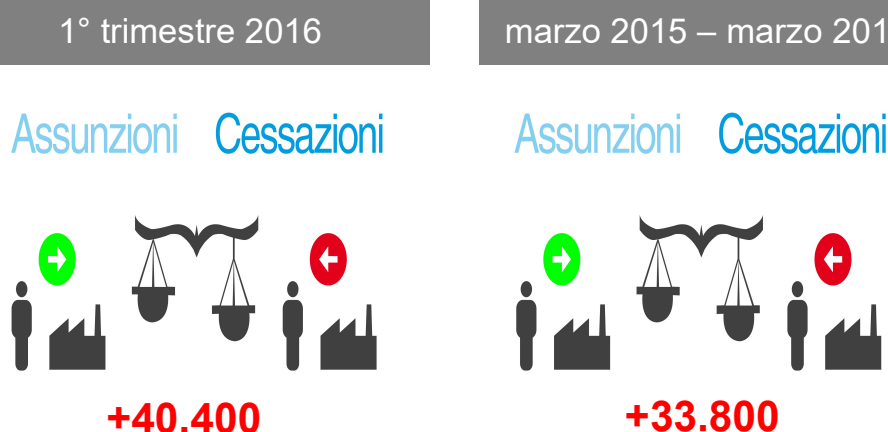 1° trimestre 2016
marzo 2015 – marzo 201
Assunzioni Cessazioni
Assunzioni Cessazioni
+40.400
+33.800